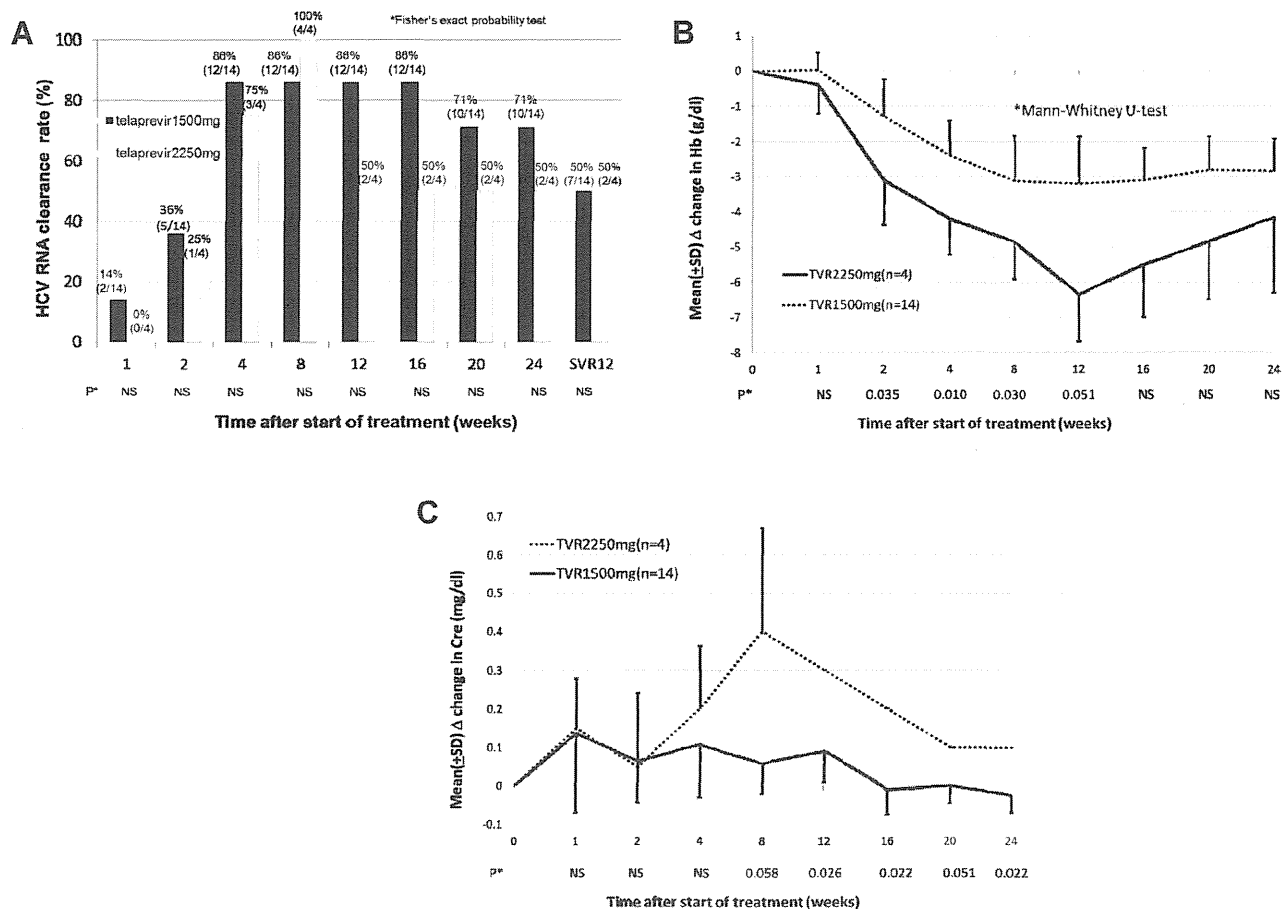 A
100%
(4/4)
*Fisher's exact probability test
HCV RNA clearance rate (%)
100
80
60
40
20
0
86%
(12/14)
86%
(12/14)
86%
(12/14)
86%
(12/14)
75%
(3/4)
71%
(10/14)
71%
(10/14)
telaprevir1500mg
telaprevir2250mg
50%
(2/4)
50%
(2/4)
50%
(2/4)
50%
(2/4)
50%
(7/14)
50%
(2/4)
36%
(5/14)
25%
(1/4)
14%
(2/14)
0%
(0/4)
1 2 4 8 12 16 20 24 SVR12
P* NS NS NS NS NS NS NS NS NS
Time after start of treatment (weeks)
B
Mean(±SD) Δ change in Hb (g/dl)
1
0
-1
-2
-3
-4
-5
-6
-7
-8
*Mann-Whitney U-test
TVR2250mg(n=4)
TVR1500mg(n=14)
0 1 2 4 8 12 16 20 24
P* NS 0.035 0.010 0.030 0.051 NS NS NS
Time after start of treatment (weeks)
C
Mean(±SD) Δ change in Cre (mg/dl)
0.7
0.6
0.5
0.4
0.3
0.2
0.1
0
-0.1
TVR2250mg(n=4)
TVR1500mg(n=14)
0 1 2 4 8 12 16 20 24
P* NS NS NS 0.058 0.026 0.022 0.051 0.022
Time after start of treatment (weeks)